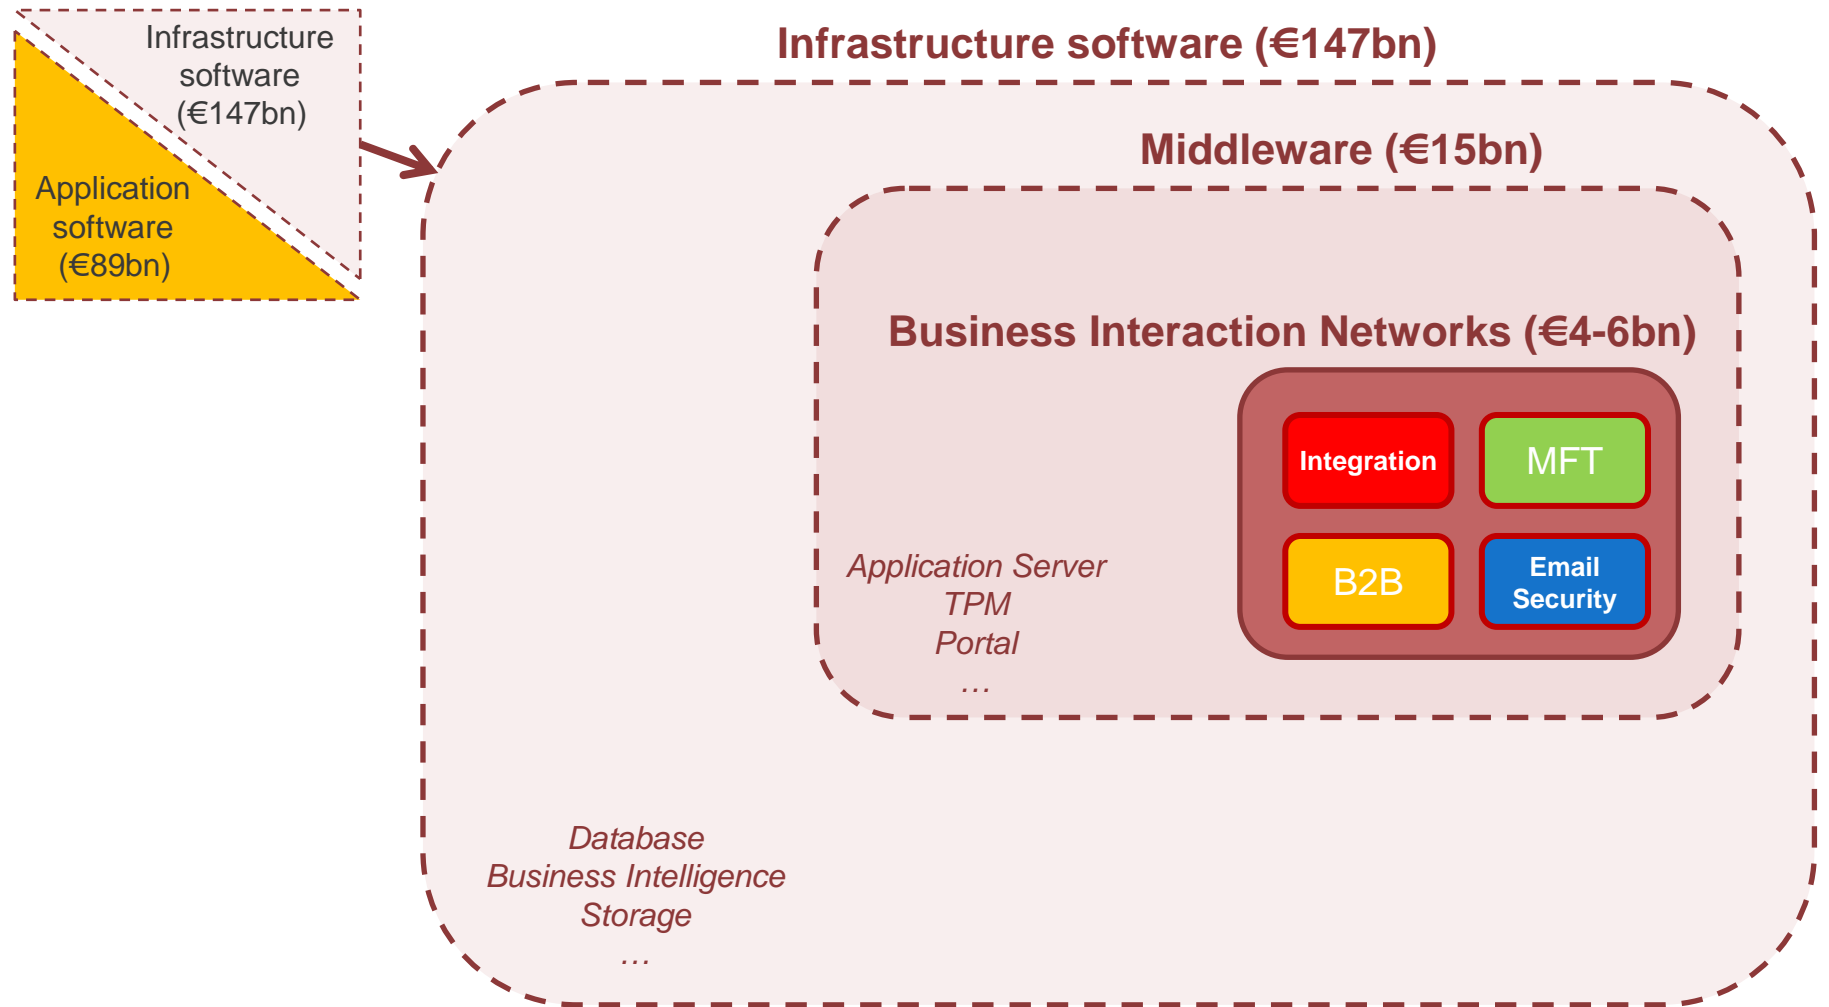 Infrastructure
software
(€147bn)
Application
software
(€89bn)
Infrastructure software (€147bn)
Middleware (€15bn)
Business Interaction Networks (€4-6bn)
Integration
MFT
B2B
Email
Security
Application Server
TPM
Portal
…
Database
Business Intelligence
Storage
…